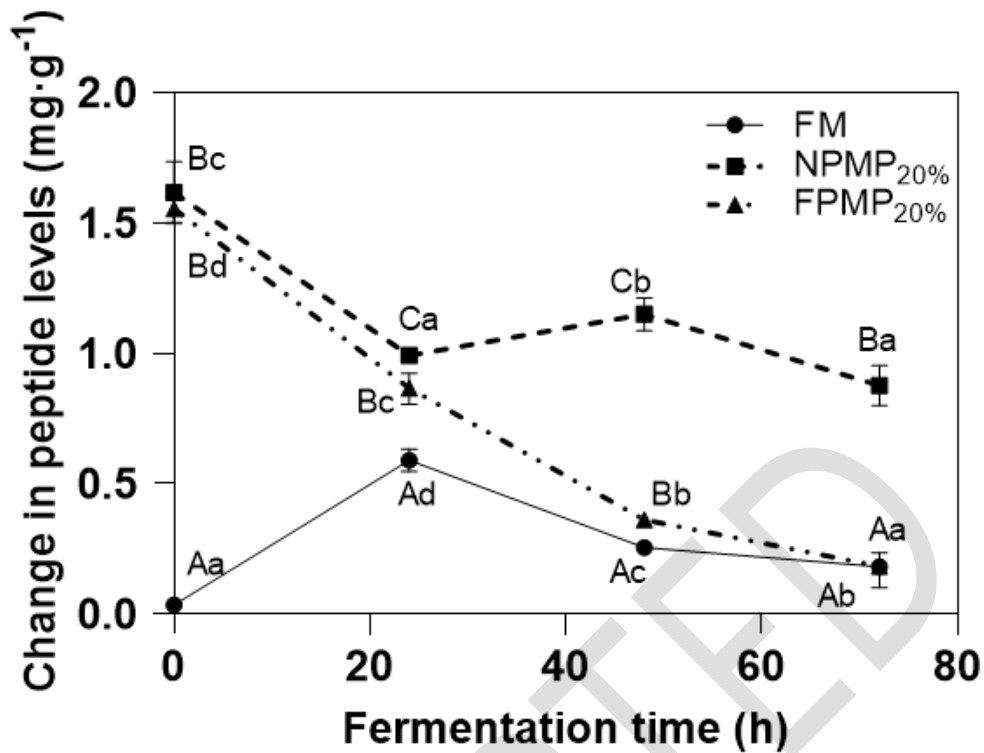 Change in peptide levels (mg·g⁻¹)
2.0
1.5
1.0
0.5
0.0
Bc
Bd
Aa
Ca
Bc
Ad
Cb
Bb
Ac
Ba
Aa
Ab
FM
NPMP20%
FPMP20%
0 20 40 60 80
Fermentation time (h)
TED